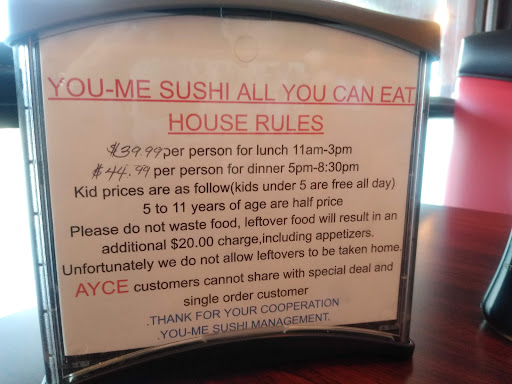 YOU-ME SUSHI ALL YOU CAN EAT
HOUSE RULES
$39.99 per person for lunch 11am-3pm
$44.99 per person for dinner 5pm-8:30pm
Kid prices are as follow(kids under 5 are free all day)
5 to 11 years of age are half price
Please do not waste food, leftover food will result in an
additional $20.00 charge,including appetizers.
Unfortunately we do not allow leftovers to be taken home.
AYCE customers cannot share with special deal and
single order customer
.THANK FOR YOUR COOPERATION
.YOU-ME SUSHI MANAGEMENT.